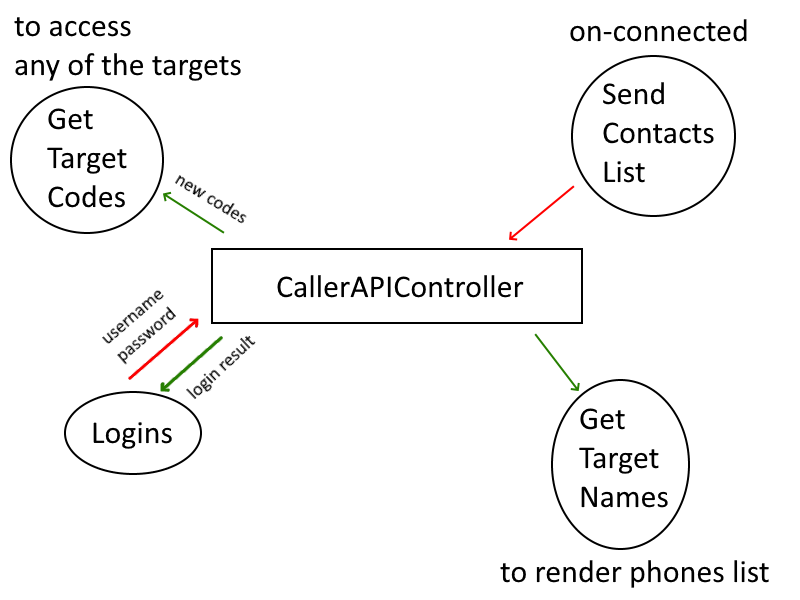 to access
any of the targets
on-connected
Get
Target
Codes
Send
Contacts
List
new codes
CallerAPIController
username
password
login result
Logins
Get
Target
Names
to render phones list